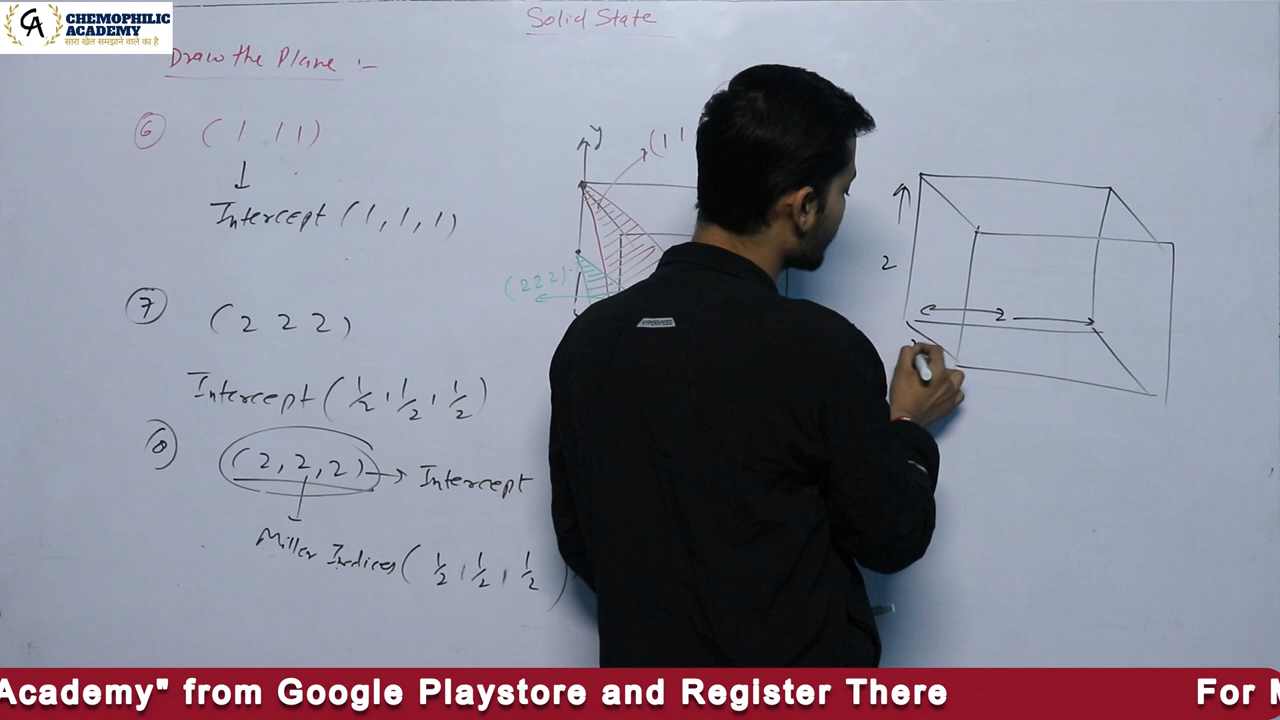 CA CHEMOPHILIC
ACADEMY
सारा खेल समझाने वाले का है
Solid State
Draw the Plane :-
6 (1 1 1)
Intercept (1, 1, 1)
7 (2 2 2)
Intercept (1/2, 1/2, 1/2)
8 (2, 2, 2) → Intercept
Miller Indices (1/2, 1/2, 1/2)
y
(1 1
(2 2 2)
2
2
Academy" from Google Playstore and Register There
For